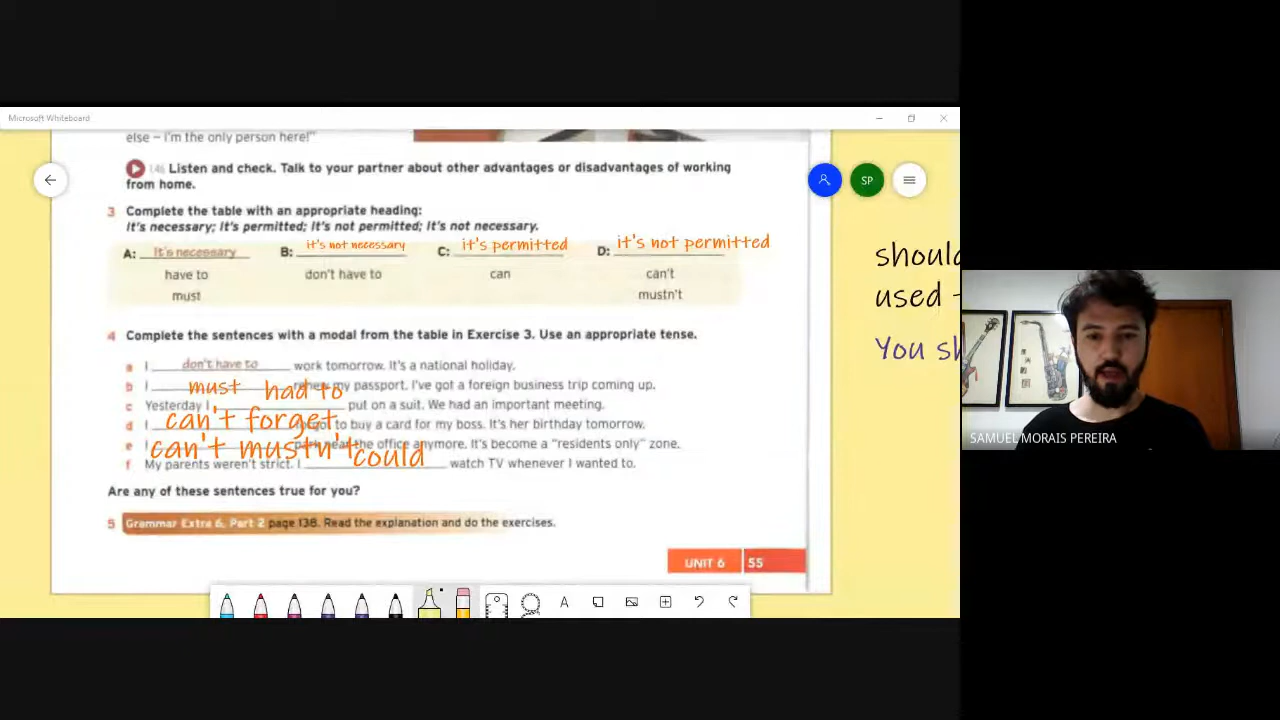 Microsoft Whiteboard
else – I'm the only person here!"
1.46 Listen and check. Talk to your partner about other advantages or disadvantages of working
from home.
3 Complete the table with an appropriate heading:
It's necessary; It's permitted; It's not permitted; It's not necessary.
A: It's necessary B: it's not necessary C: it's permitted D: it's not permitted
have to don't have to can can't
must mustn't
4 Complete the sentences with a modal from the table in Exercise 3. Use an appropriate tense.
a I don't have to work tomorrow. It's a national holiday.
b I must my passport. I've got a foreign business trip coming up.
had to
c Yesterday I put on a suit. We had an important meeting.
d I can't forget. to buy a card for my boss. It's her birthday tomorrow.
e I can't mustn't the office anymore. It's become a "residents only" zone.
f My parents weren't strict. I could watch TV whenever I wanted to.
Are any of these sentences true for you?
5 Grammar Extra 6, Part 2 page 138. Read the explanation and do the exercises.
UNIT 6 55
should
used
You sh
SP
SAMUEL MORAIS PEREIRA
A